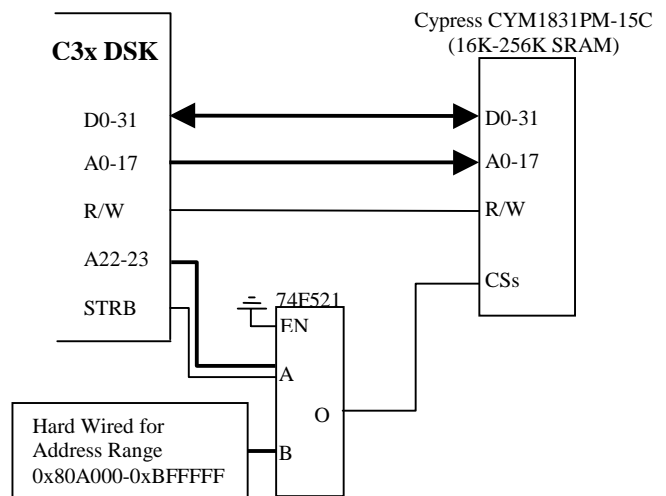 Cypress CYM1831PM-15C
(16K-256K SRAM)
C3x DSK
D0-31
D0-31
A0-17
A0-17
R/W
R/W
A22-23
CSs
STRB
74F521
EN
A
O
B
Hard Wired for
Address Range
0x80A000-0xBFFFFF